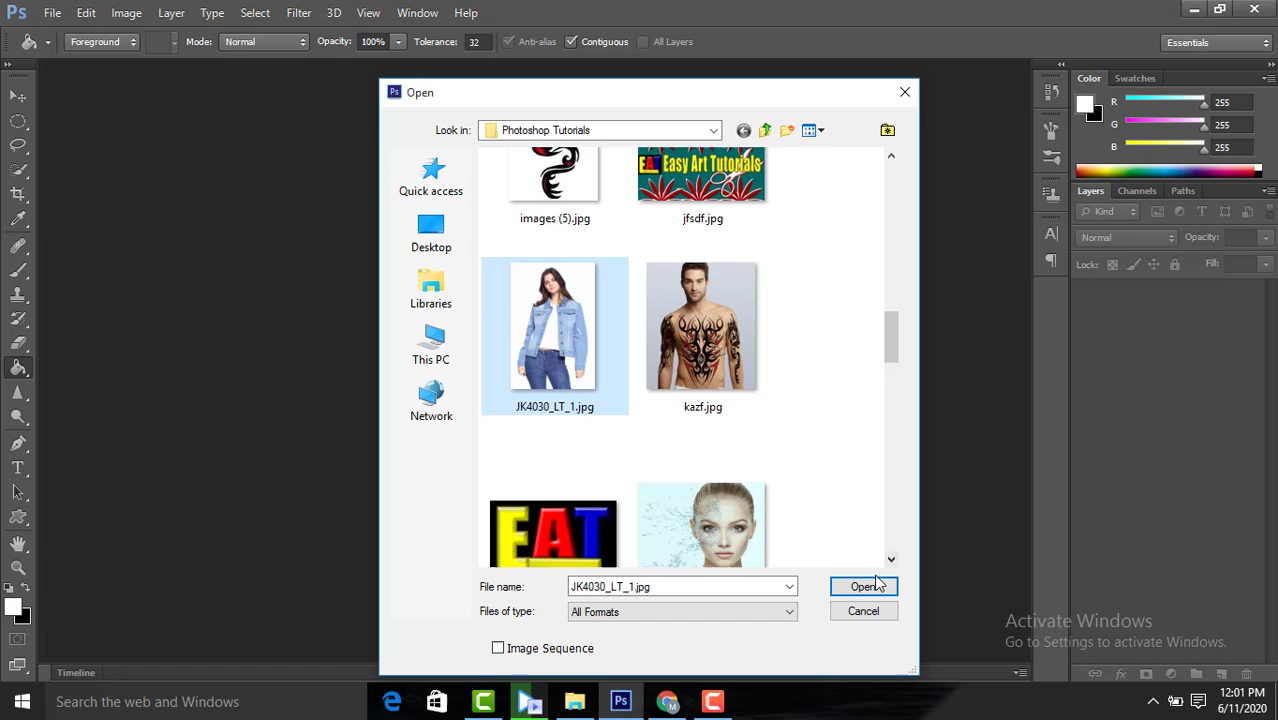 Ps File Edit Image Layer Type Select Filter 3D View Window Help
Foreground Mode: Normal Opacity: 100% Tolerance: 32 Anti-alias Contiguous All Layers Essentials
Ps Open
Look in: Photoshop Tutorials
Quick access
Desktop
Libraries
This PC
Network
EAT Easy Art Tutorials
images (5).jpg jfsdf.jpg
JK4030_LT_1.jpg kazf.jpg
EAT
File name: JK4030_LT_1.jpg Open
Files of type: All Formats Cancel
Image Sequence
Color Swatches
R 255
G 255
B 255
Layers Channels Paths
Kind
Normal Opacity:
Lock: Fill:
Timeline
Activate Windows
Go to Settings to activate Windows.
Search the web and Windows
Ps
M
12:01 PM
6/11/2020